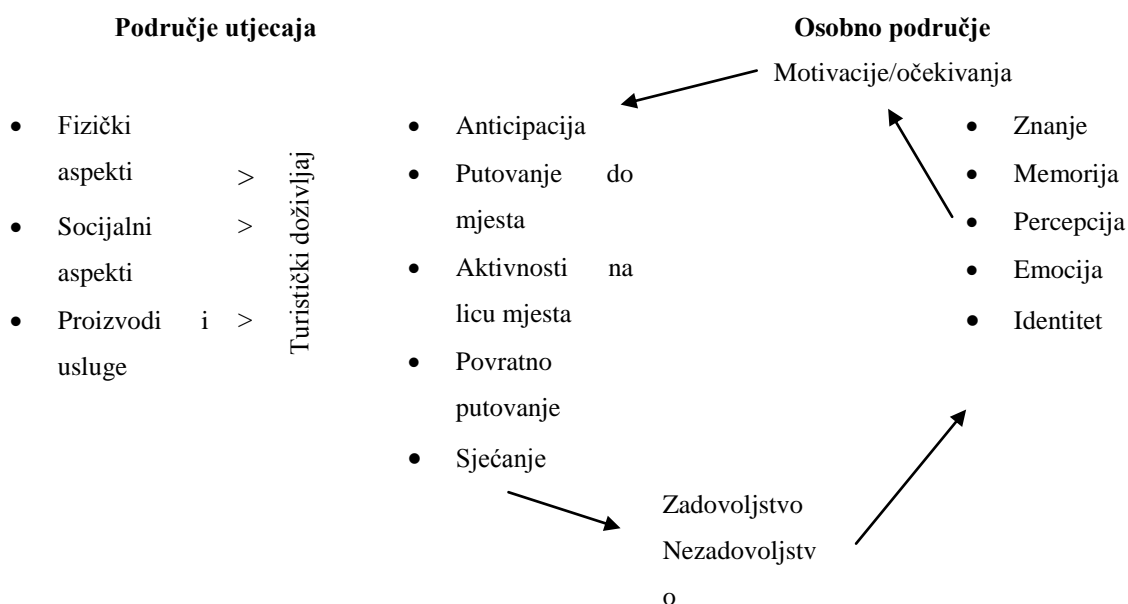 Područje utjecaja
Osobno područje
Motivacije/očekivanja
• Fizički
aspekti >
• Socijalni >
aspekti
• Proizvodi i >
usluge
Turistički doživljaj
• Anticipacija
• Putovanje do
mjesta
• Aktivnosti na
licu mjesta
• Povratno
putovanje
• Sjećanje
• Znanje
• Memorija
• Percepcija
• Emocija
• Identitet
Zadovoljstvo
Nezadovoljstv
o